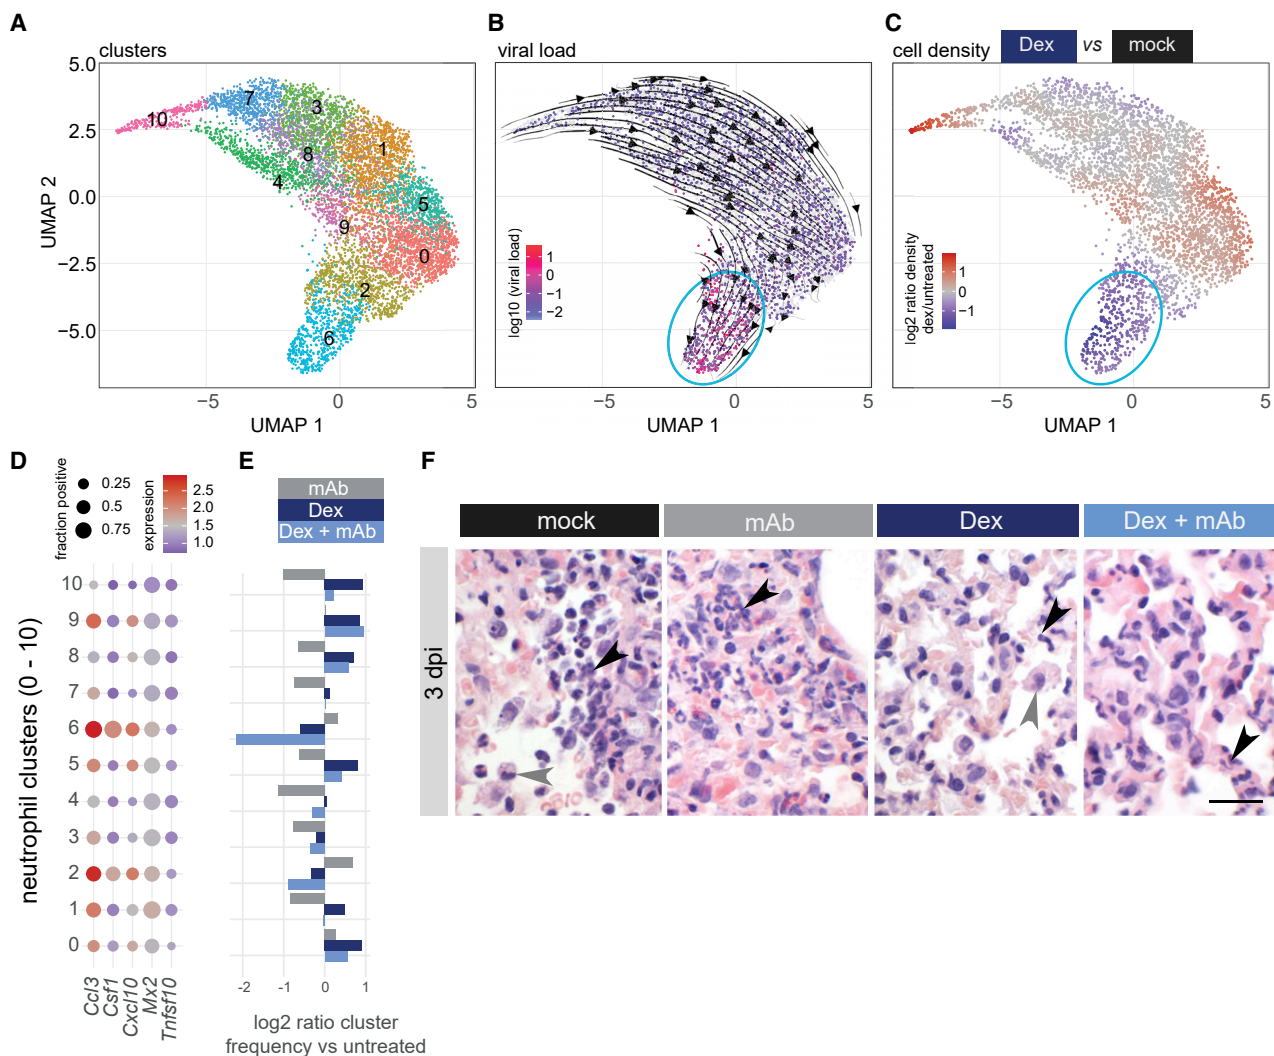 A
clusters
5.0
2.5
0.0
−2.5
−5.0
UMAP 2
10
7
3
8
1
4
5
9
0
2
6
−5
0
5
UMAP 1
B
viral load
log10 (viral load)
1
0
−1
−2
−5
0
5
UMAP 1
C
cell density
Dex vs mock
log2 ratio density
dex/untreated
1
0
−1
−5
0
5
UMAP 1
D
fraction positive
0.25
0.5
0.75
expression
2.5
2.0
1.5
1.0
neutrophil clusters (0 - 10)
10
9
8
7
6
5
4
3
2
1
0
Ccl3
Csf1
Cxcl10
Mx2
Tnfsf10
E
mAb
Dex
Dex + mAb
-2
-1
0
1
log2 ratio cluster
frequency vs untreated
F
mock
mAb
Dex
Dex + mAb
3 dpi